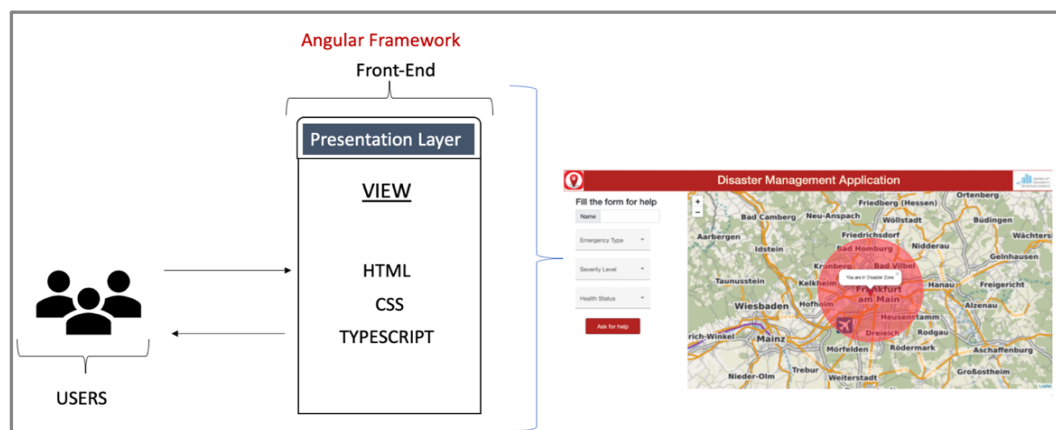 Angular Framework
Front-End
Presentation Layer
VIEW
HTML
CSS
TYPESCRIPT
USERS
Disaster Management Application
Fill the form for help
Name
Emergency Type
Severity Level
Health Status
Ask for help
+
−
Ortenberg
Friedberg (Hessen)
Bad Camberg
Neu-Anspach
Wöllstadt
Büdingen
Aarbergen
Friedrichsdorf
Idstein
Bad Homburg
Nidderau
Gelnhausen
Kronberg
Bad Vilbel
Taunusstein
Kelkheim
You are in Disaster Zone
Hanau
Freigericht
Frankfurt
am Main
Wiesbaden
Hofheim
Alzenau
Heusenstamm
Mainz
Dreieich
Rodgau
Mörfelden
Rödermark
Aschaffenburg
Trebur
Nieder-Olm
Weiterstadt
Großostheim
Leaflet